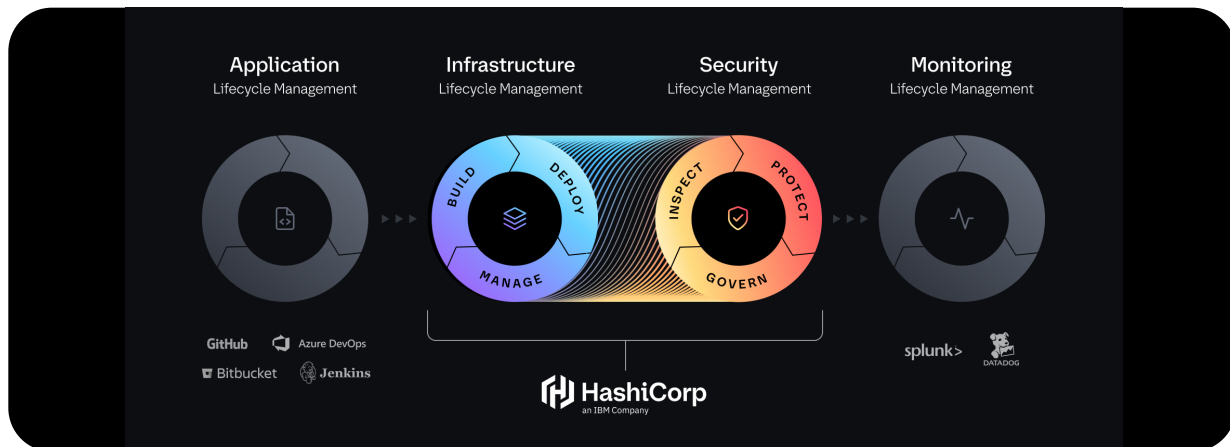 Application
Lifecycle Management
Infrastructure
Lifecycle Management
Security
Lifecycle Management
Monitoring
Lifecycle Management
BUILD
DEPLOY
MANAGE
INSPECT
PROTECT
GOVERN
GitHub
Azure DevOps
Bitbucket
Jenkins
HashiCorp
an IBM Company
splunk>
DATADOG